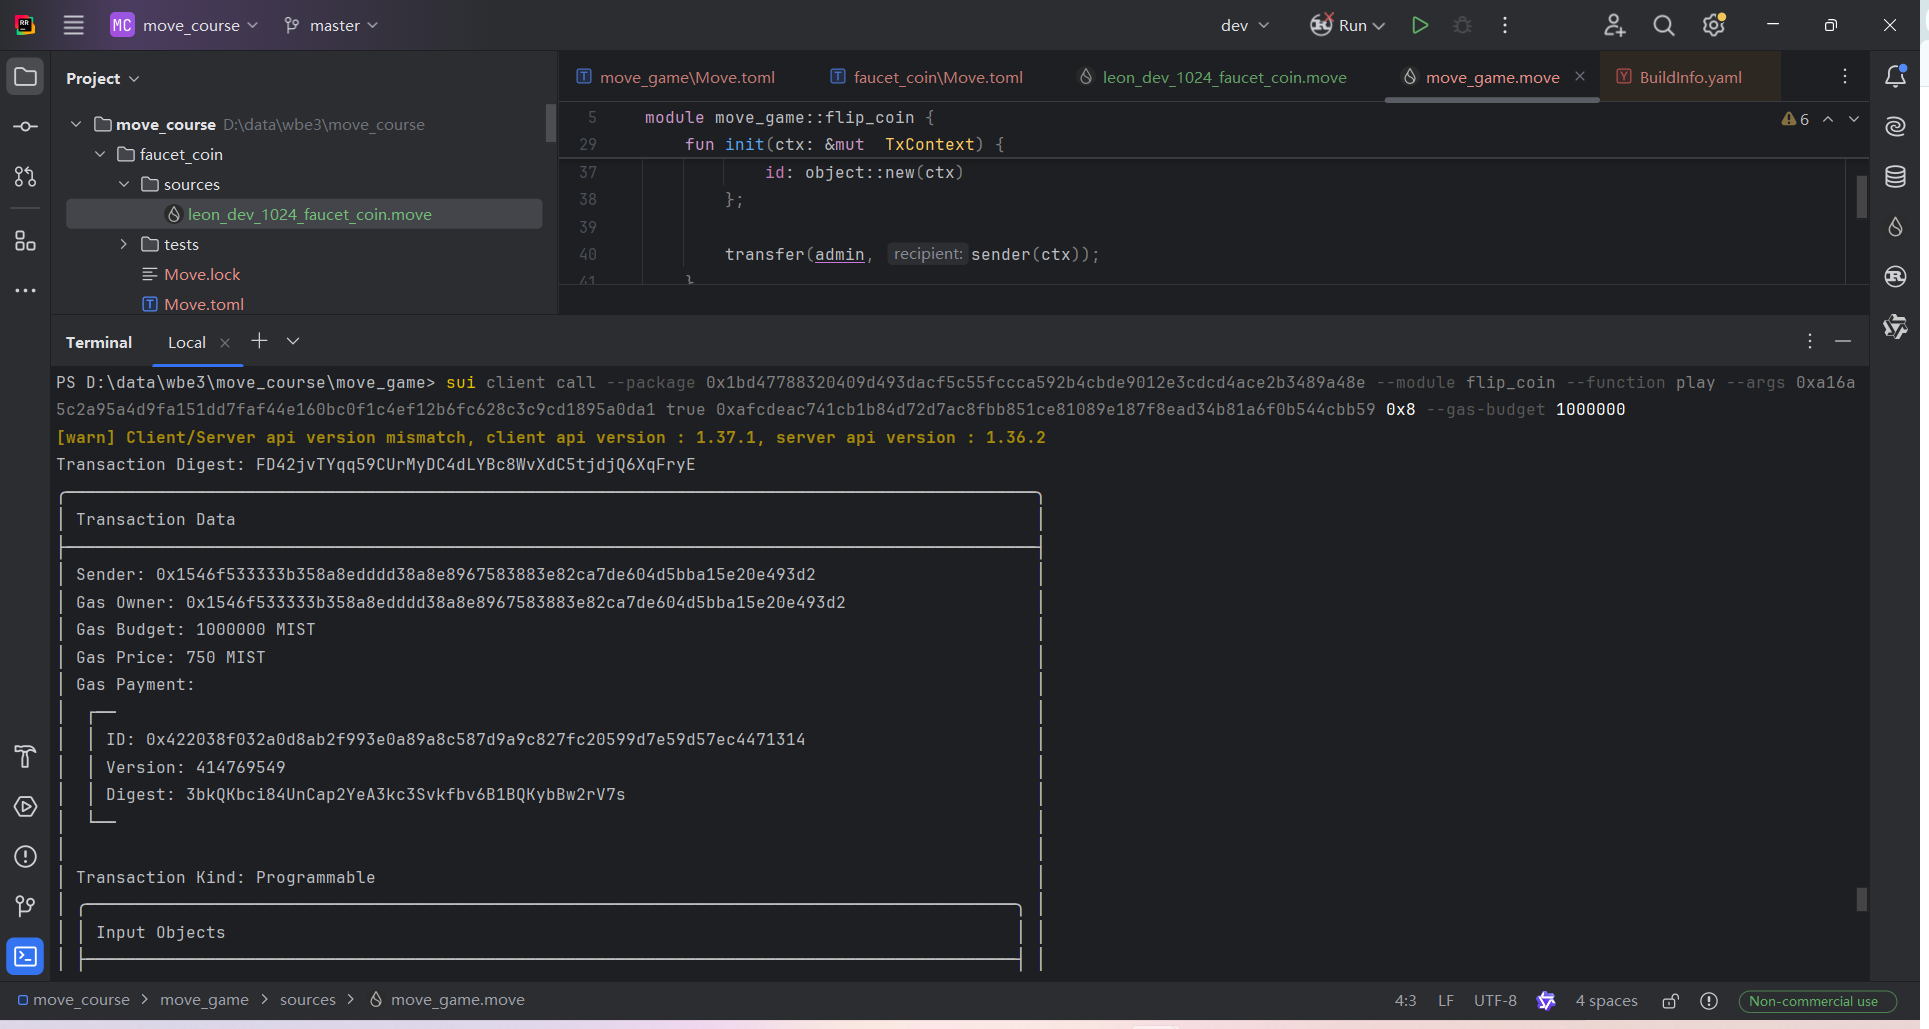 MC move_course master dev Run
Project
move_game\Move.toml faucet_coin\Move.toml leon_dev_1024_faucet_coin.move move_game.move BuildInfo.yaml
move_course D:\data\wbe3\move_course
faucet_coin
sources
leon_dev_1024_faucet_coin.move
tests
Move.lock
Move.toml
5 module move_game::flip_coin {
6
29 fun init(ctx: &mut TxContext) {
37 id: object::new(ctx)
38 };
39
40 transfer(admin, recipient: sender(ctx));
41 }
Terminal Local
PS D:\data\wbe3\move_course\move_game> sui client call --package 0x1bd47788320409d493dacf5c55fccca592b4cbde9012e3cdcd4ace2b3489a48e --module flip_coin --function play --args 0xa16a
5c2a95a4d9fa151dd7faf44e160bc0f1c4ef12b6fc628c3c9cd1895a0da1 true 0xafcdeac741cb1b84d72d7ac8fbb851ce81089e187f8ead34b81a6f0b544cbb59 0x8 --gas-budget 1000000
[warn] Client/Server api version mismatch, client api version : 1.37.1, server api version : 1.36.2
Transaction Digest: FD42jvTYqq59CUrMyDC4dLYBc8WvXdC5tjdjQ6XqFryE
Transaction Data
Sender: 0x1546f533333b358a8edddd38a8e8967583883e82ca7de604d5bba15e20e493d2
Gas Owner: 0x1546f533333b358a8edddd38a8e8967583883e82ca7de604d5bba15e20e493d2
Gas Budget: 1000000 MIST
Gas Price: 750 MIST
Gas Payment:
ID: 0x422038f032a0d8ab2f993e0a89a8c587d9a9c827fc20599d7e59d57ec4471314
Version: 414769549
Digest: 3bkQKbci84UnCap2YeA3kc3Svkfbv6B1BQKybBw2rV7s
Transaction Kind: Programmable
Input Objects
move_course > move_game > sources > move_game.move 4:3 LF UTF-8 4 spaces Non-commercial use